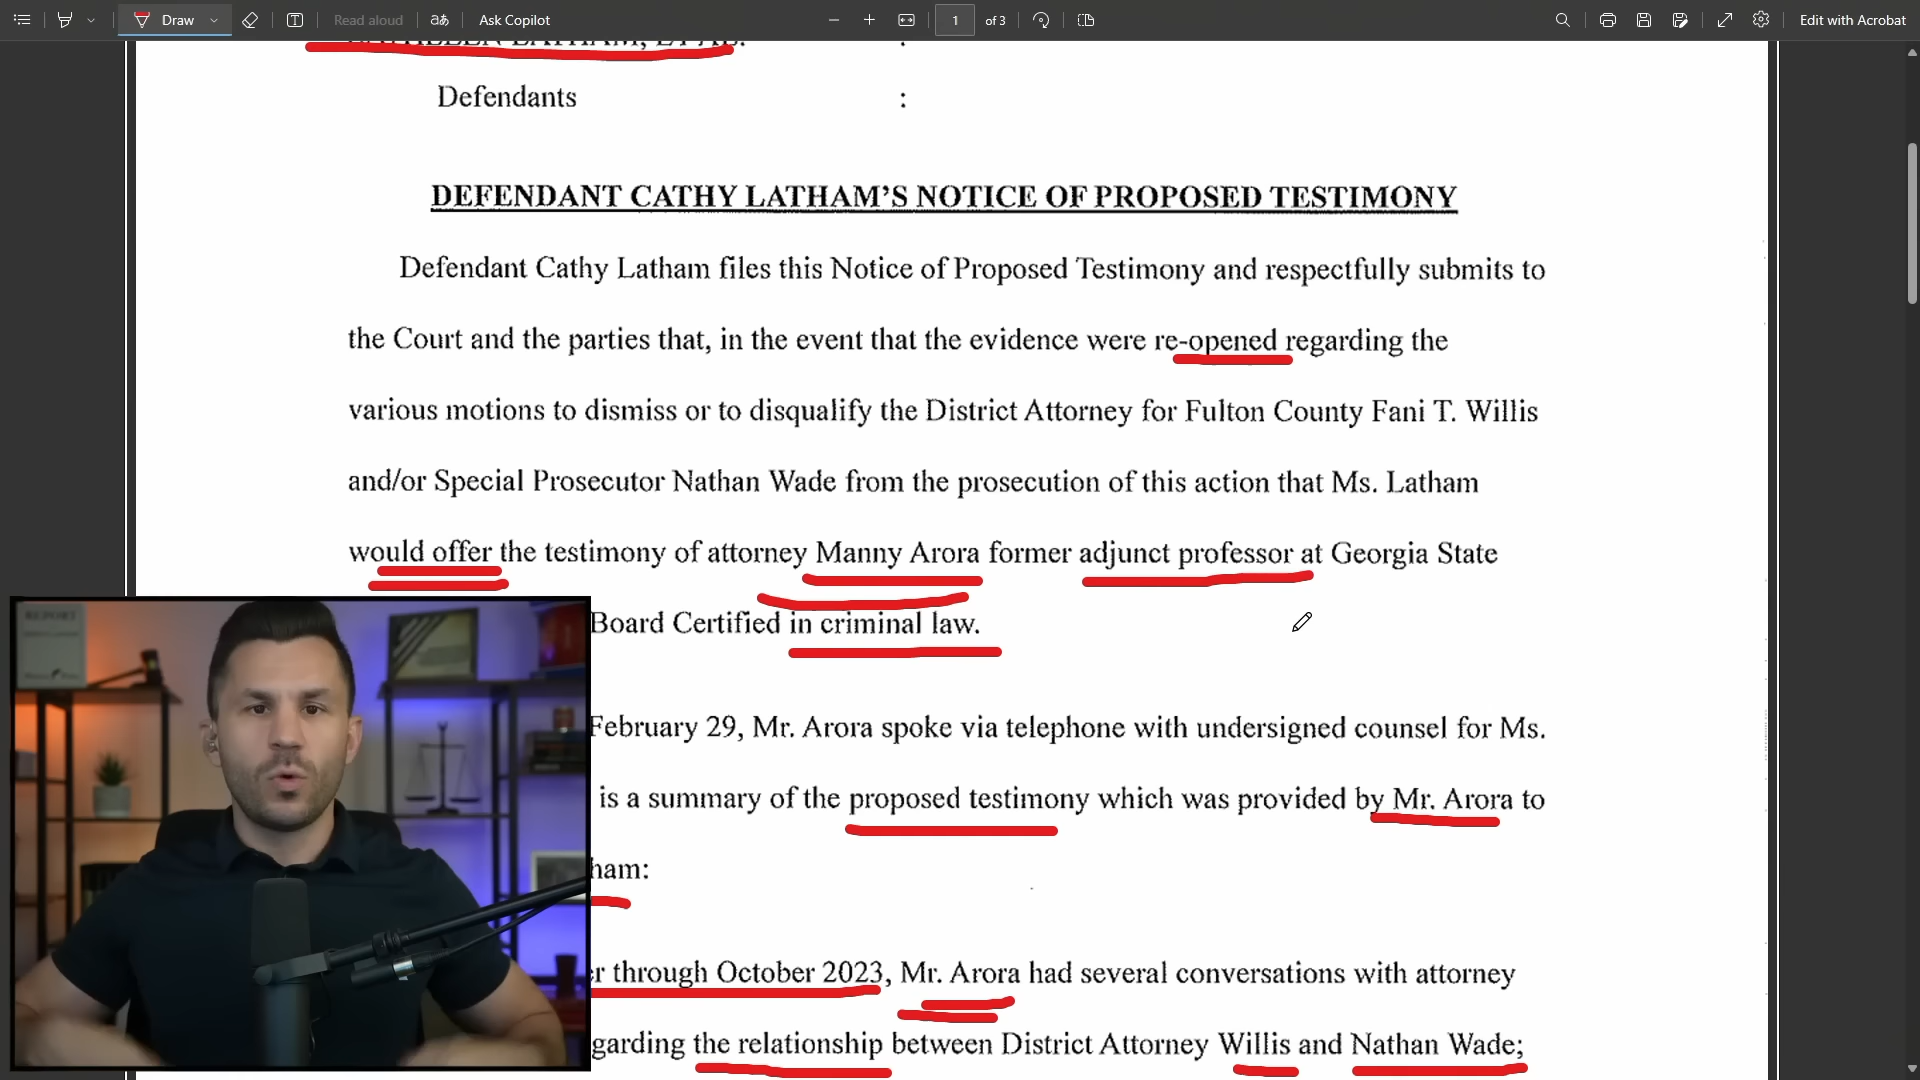 Draw
Read aloud
aあ
Ask Copilot
1
of 3
Edit with Acrobat
Defendants :
DEFENDANT CATHY LATHAM'S NOTICE OF PROPOSED TESTIMONY
Defendant Cathy Latham files this Notice of Proposed Testimony and respectfully submits to
the Court and the parties that, in the event that the evidence were re-opened regarding the
various motions to dismiss or to disqualify the District Attorney for Fulton County Fani T. Willis
and/or Special Prosecutor Nathan Wade from the prosecution of this action that Ms. Latham
would offer the testimony of attorney Manny Arora former adjunct professor at Georgia State
Board Certified in criminal law.
February 29, Mr. Arora spoke via telephone with undersigned counsel for Ms.
is a summary of the proposed testimony which was provided by Mr. Arora to
ham:
er through October 2023, Mr. Arora had several conversations with attorney
garding the relationship between District Attorney Willis and Nathan Wade;
REPORT